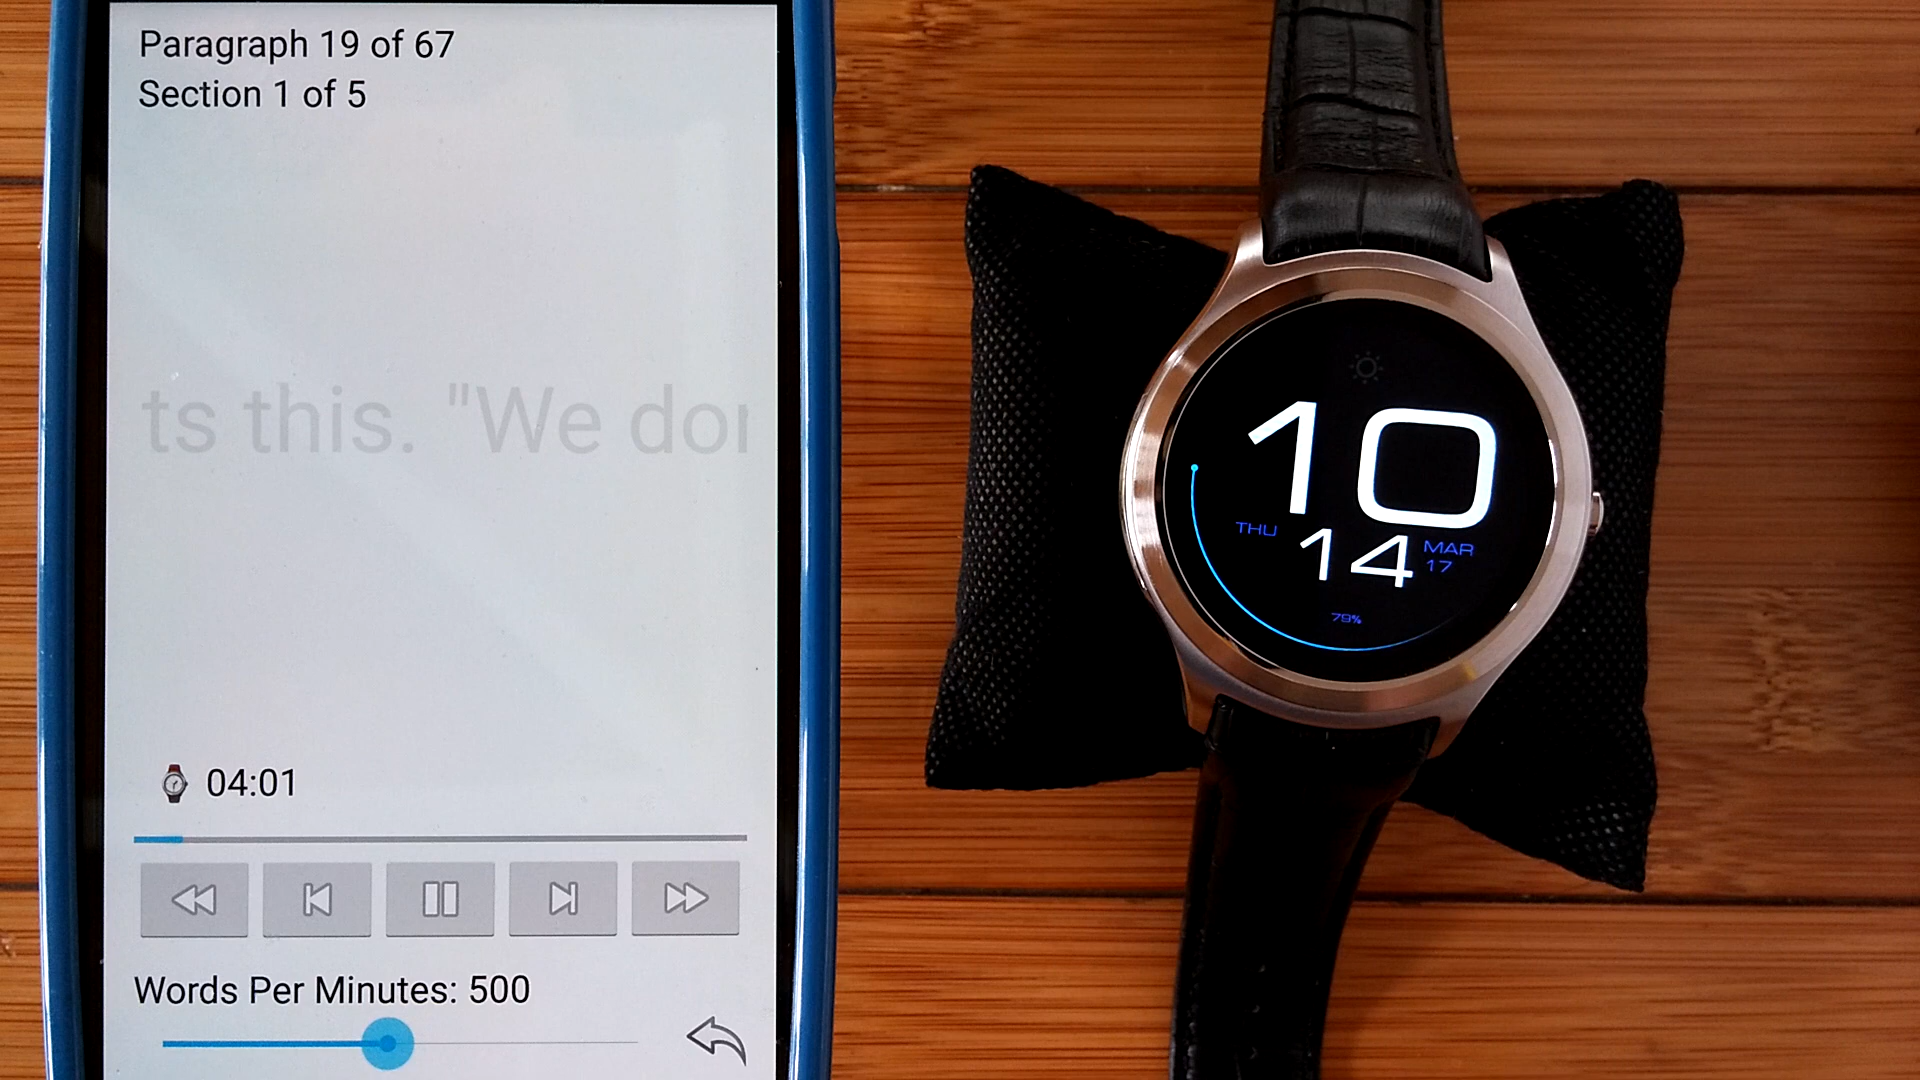 Paragraph 19 of 67
Section 1 of 5
ts this. "We don
04:01
Words Per Minutes: 500
10
THU
14
MAR
17
79%